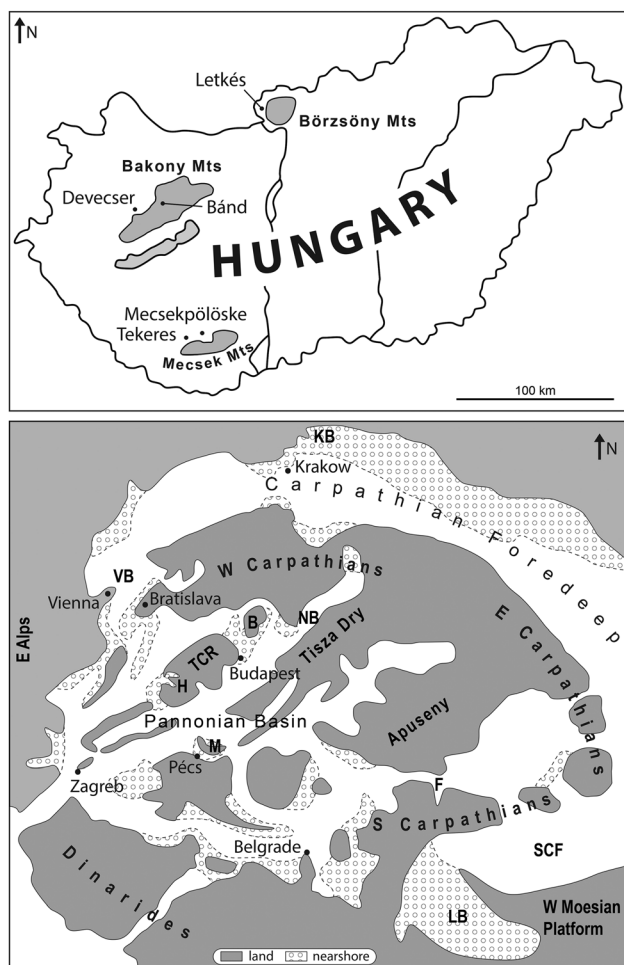 N
Letkés
Börzsöny Mts
Bakony Mts
Devecser
Bánd
HUNGARY
Mecsekpölöske
Tekeres
Mecsek Mts
100 km
KB
N
Krakow
Carpathian Foredeep
W Carpathians
VB
Vienna
Bratislava
E Alps
B
NB
Tisza Dry
E Carpathians
TCR
Budapest
H
Pannonian Basin
Apuseny
M
Pécs
Zagreb
F
S Carpathians
Belgrade
SCF
Dinarides
LB
W Moesian
Platform
land
nearshore